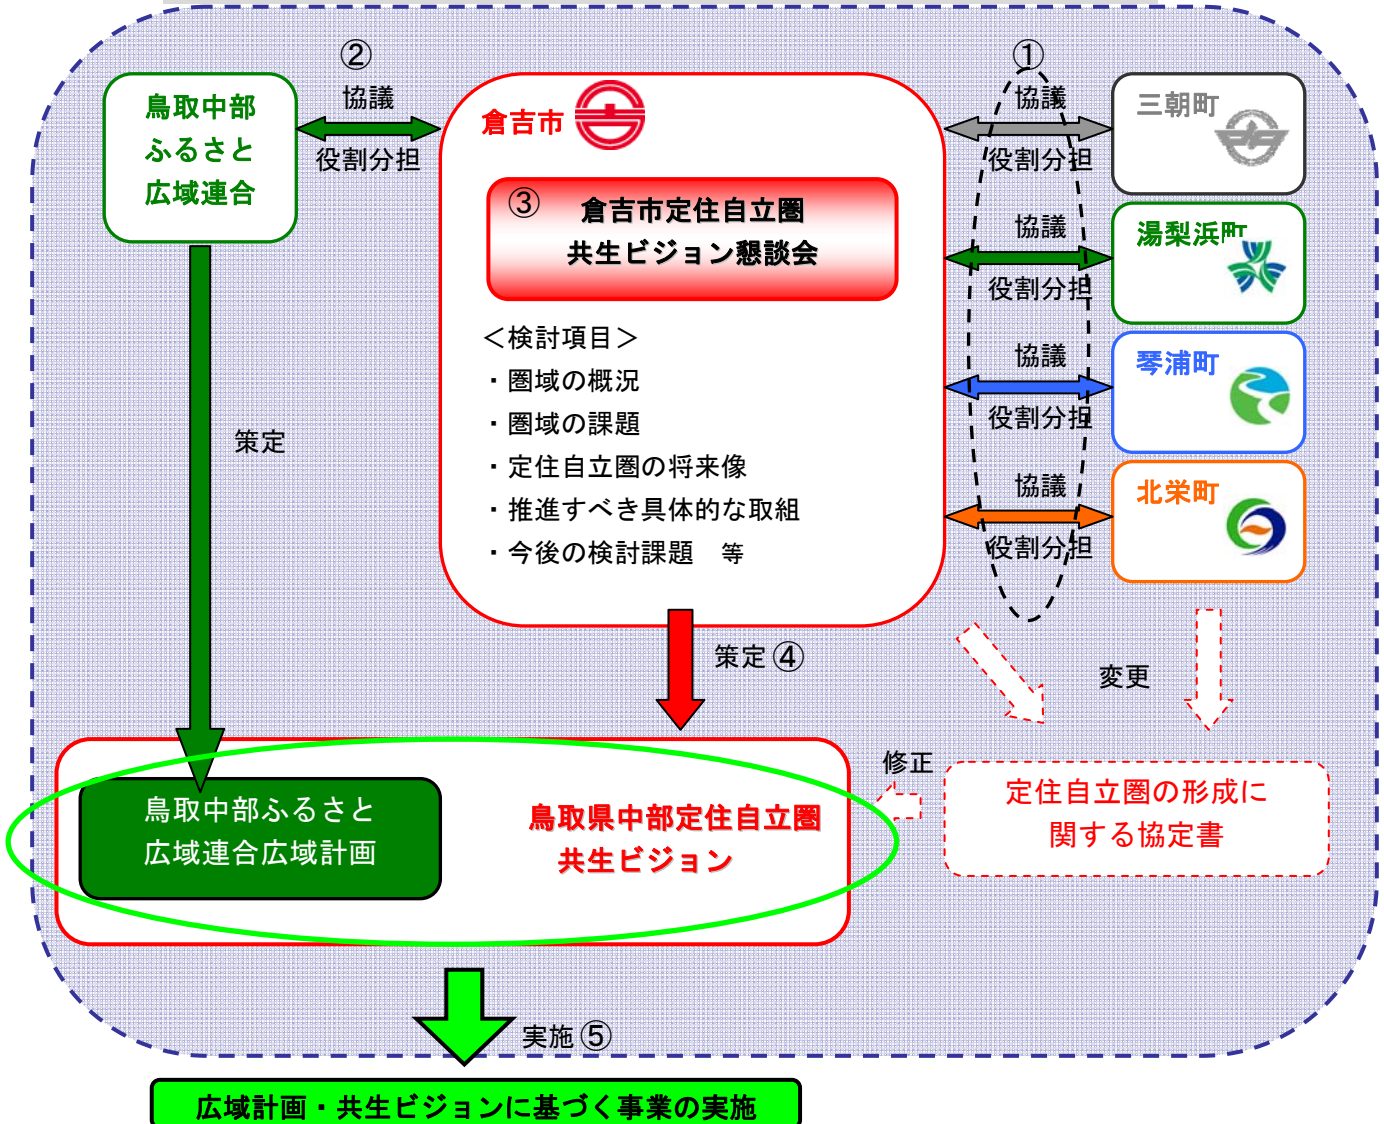 ②
協議
役割分担
鳥取中部
ふるさと
広域連合
倉吉市
③
倉吉市定住自立圏
共生ビジョン懇談会
＜検討項目＞
・圏域の概況
・圏域の課題
・定住自立圏の将来像
・推進すべき具体的な取組
・今後の検討課題　等
①
協議
役割分担
三朝町
協議
役割分担
湯梨浜町
協議
役割分担
琴浦町
協議
役割分担
北栄町
策定
策定④
変更
修正
定住自立圏の形成に
関する協定書
鳥取中部ふるさと
広域連合広域計画
鳥取県中部定住自立圏
共生ビジョン
実施⑤
広域計画・共生ビジョンに基づく事業の実施